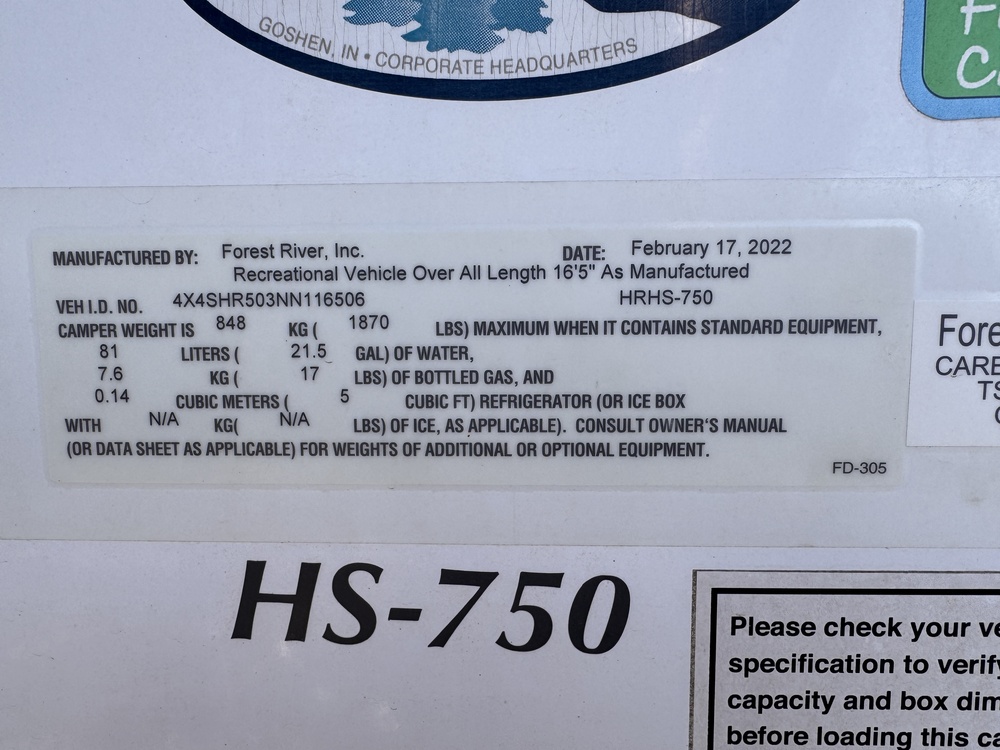 GOSHEN, IN • CORPORATE HEADQUARTERS
MANUFACTURED BY: Forest River, Inc. DATE: February 17, 2022
Recreational Vehicle Over All Length 16'5" As Manufactured
VEH I.D. NO. 4X4SHR503NN116506 HRHS-750
CAMPER WEIGHT IS 848 KG ( 1870 LBS) MAXIMUM WHEN IT CONTAINS STANDARD EQUIPMENT,
81 LITERS ( 21.5 GAL) OF WATER,
7.6 KG ( 17 LBS) OF BOTTLED GAS, AND
0.14 CUBIC METERS ( 5 CUBIC FT) REFRIGERATOR (OR ICE BOX
WITH N/A KG( N/A LBS) OF ICE, AS APPLICABLE). CONSULT OWNER'S MANUAL
(OR DATA SHEET AS APPLICABLE) FOR WEIGHTS OF ADDITIONAL OR OPTIONAL EQUIPMENT.
FD-305
Fore
CARB
TS
HS-750
Please check your ve
specification to verify
capacity and box dim
before loading this ca